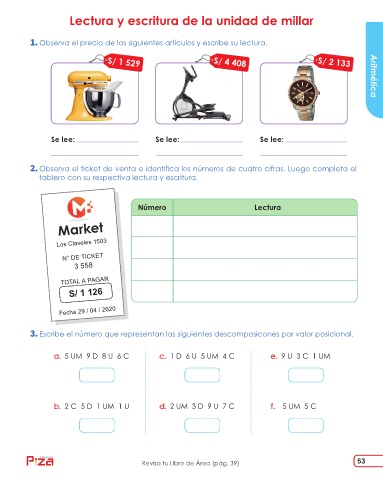 Lectura y escritura de la unidad de millar
1. Observa el precio de los siguientes artículos y escribe su lectura.
S/ 1 529
S/ 4 408
S/ 2 133
Aritmética
Se lee:
Se lee:
Se lee:
2. Observa el ticket de venta e identifica los números de cuatro cifras. Luego completa el
tablero con su respectiva lectura y escritura.
Market
Los Claveles 1503
N° DE TICKET
3 558
TOTAL A PAGAR
S/ 1 126
Fecha 29 / 04 / 2020
Número Lectura
3. Escribe el número que representan las siguientes descomposicones por valor posicional.
a. 5 UM 9 D 8 U 6 C
c. 1 D 6 U 5 UM 4 C
e. 9 U 3 C 1 UM
b. 2 C 5 D 1 UM 1 U
d. 2 UM 3 D 9 U 7 C
f. 5 UM 5 C
Piza
Revisa tu Libro de Área (pág. 39)
53